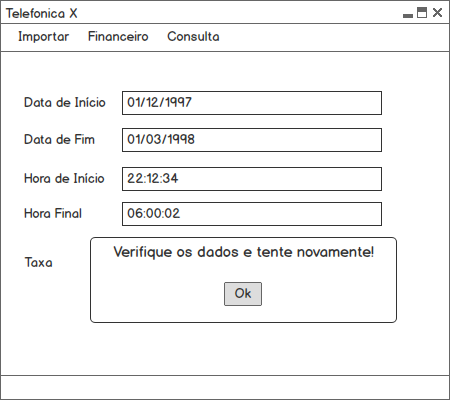 Telefonica X
Importar Financeiro Consulta
Data de Início 01/12/1997
Data de Fim 01/03/1998
Hora de Início 22:12:34
Hora Final 06:00:02
Verifique os dados e tente novamente!
Taxa
Ok